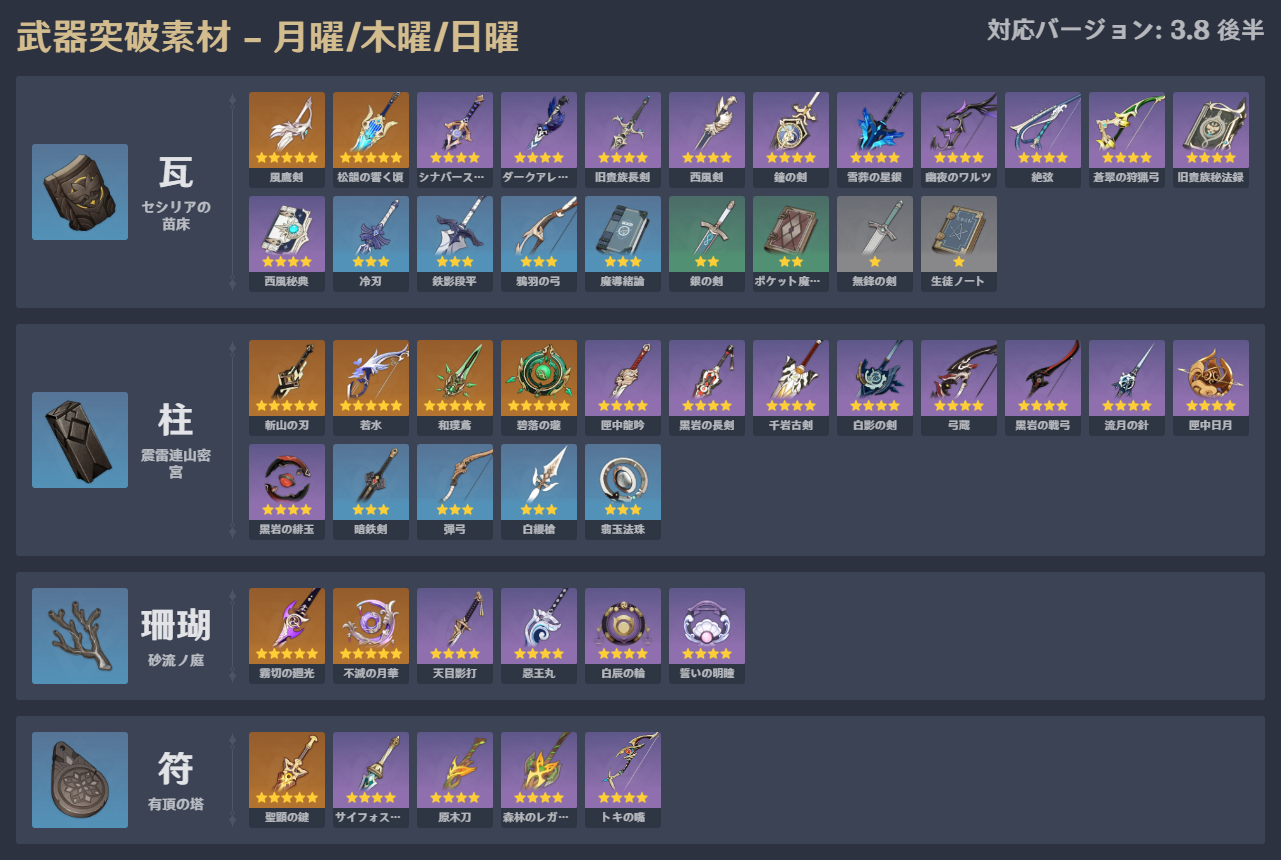 武器突破素材 – 月曜/木曜/日曜
対応バージョン: 3.8 後半
瓦
セシリアの
苗床
風鷹剣
松韻の響く頃
シナバース…
ダークアレ…
旧貴族長剣
西風剣
鐘の剣
雪葬の星銀
幽夜のワルツ
絶弦
蒼翠の狩猟弓
旧貴族秘法録
西風秘典
冷刃
鉄影段平
鴉羽の弓
魔導緒論
銀の剣
ポケット魔…
無鋒の剣
生徒ノート
柱
震雷連山密
宮
斬山の刃
若水
和璞鳶
碧落の瓏
匣中龍吟
黒岩の長剣
千岩古剣
白影の剣
弓蔵
黒岩の戦弓
流月の針
匣中日月
黒岩の緋玉
暗鉄剣
弾弓
白纓槍
翡玉法珠
珊瑚
砂流ノ庭
霧切の廻光
不滅の月華
天目影打
惡王丸
白辰の輪
誓いの明瞳
符
有頂の塔
聖顕の鍵
サイフォス…
原木刀
森林のレガ…
トキの嘴